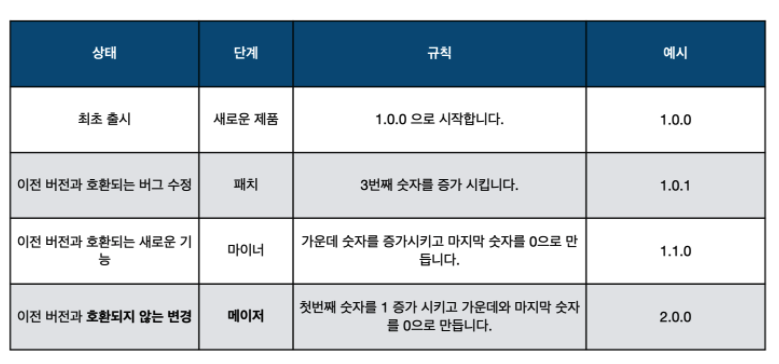 상태 단계 규칙 예시
최초 출시 새로운 제품 1.0.0 으로 시작합니다. 1.0.0
이전 버전과 호환되는 버그 수정 패치 3번째 숫자를 증가 시킵니다. 1.0.1
이전 버전과 호환되는 새로운 기
능
마이너
가운데 숫자를 증가시키고 마지막 숫자를 0으로 만
듭니다.
1.1.0
이전 버전과 호환되지 않는 변경
메이저
첫번째 숫자를 1 증가 시키고 가운데와 마지막 숫자
를 0으로 만듭니다.
2.0.0